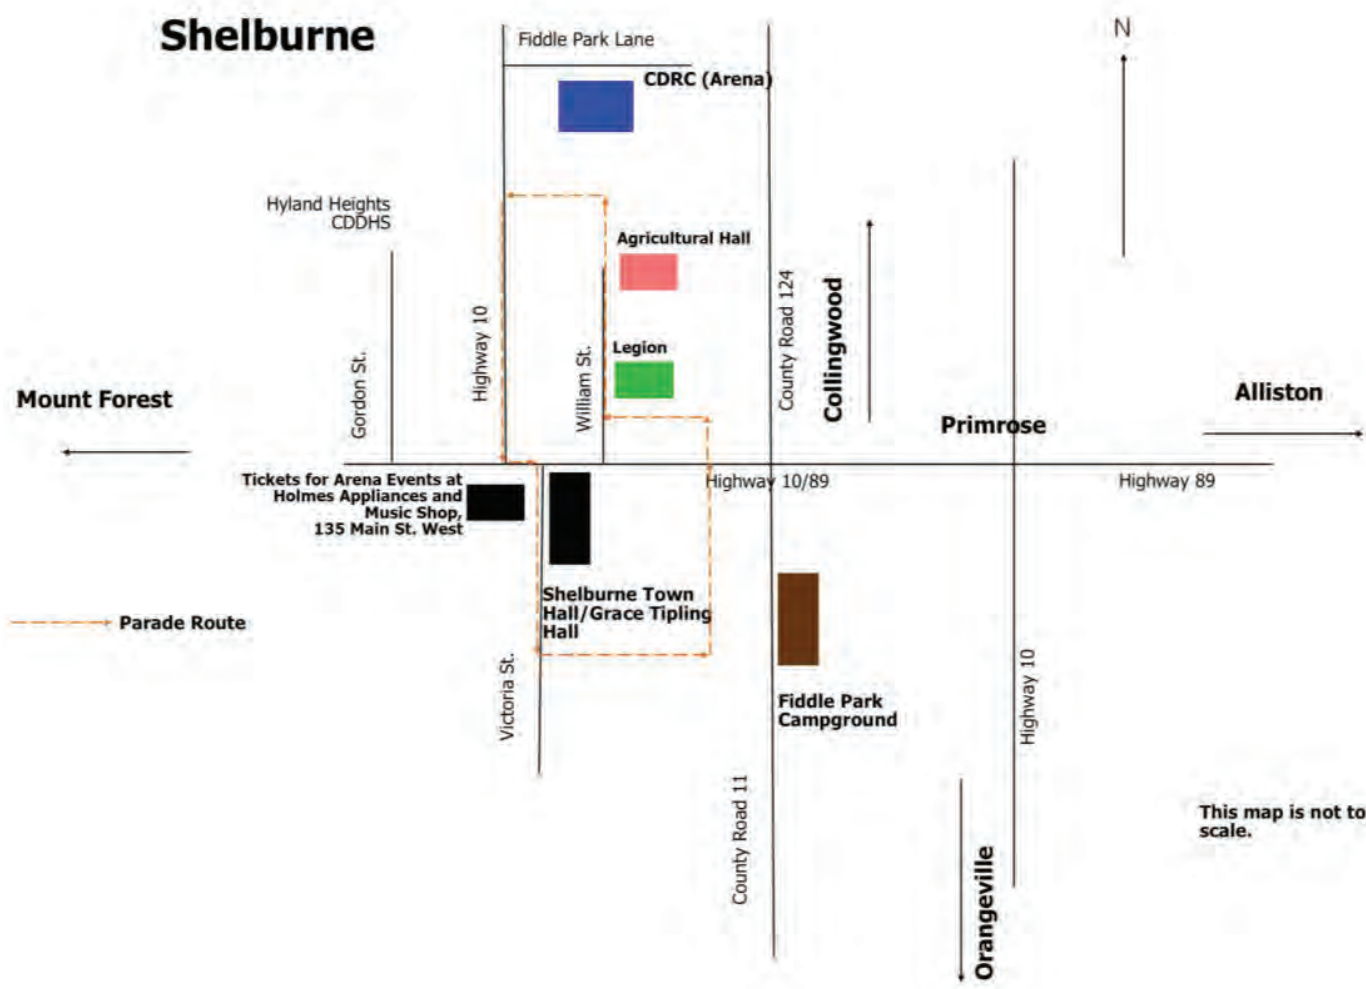 Shelburne
Fiddle Park Lane
N
CDRC (Arena)
Hyland Heights
CDDHS
Agricultural Hall
Highway 10
County Road 124
Collingwood
Legion
Gordon St.
William St.
Mount Forest
Alliston
Primrose
Tickets for Arena Events at
Holmes Appliances and
Music Shop,
135 Main St. West
Highway 10/89
Highway 89
Shelburne Town
Hall/Grace Tipling
Hall
Parade Route
Victoria St.
Fiddle Park
Campground
Highway 10
County Road 11
This map is not to
scale.
Orangeville